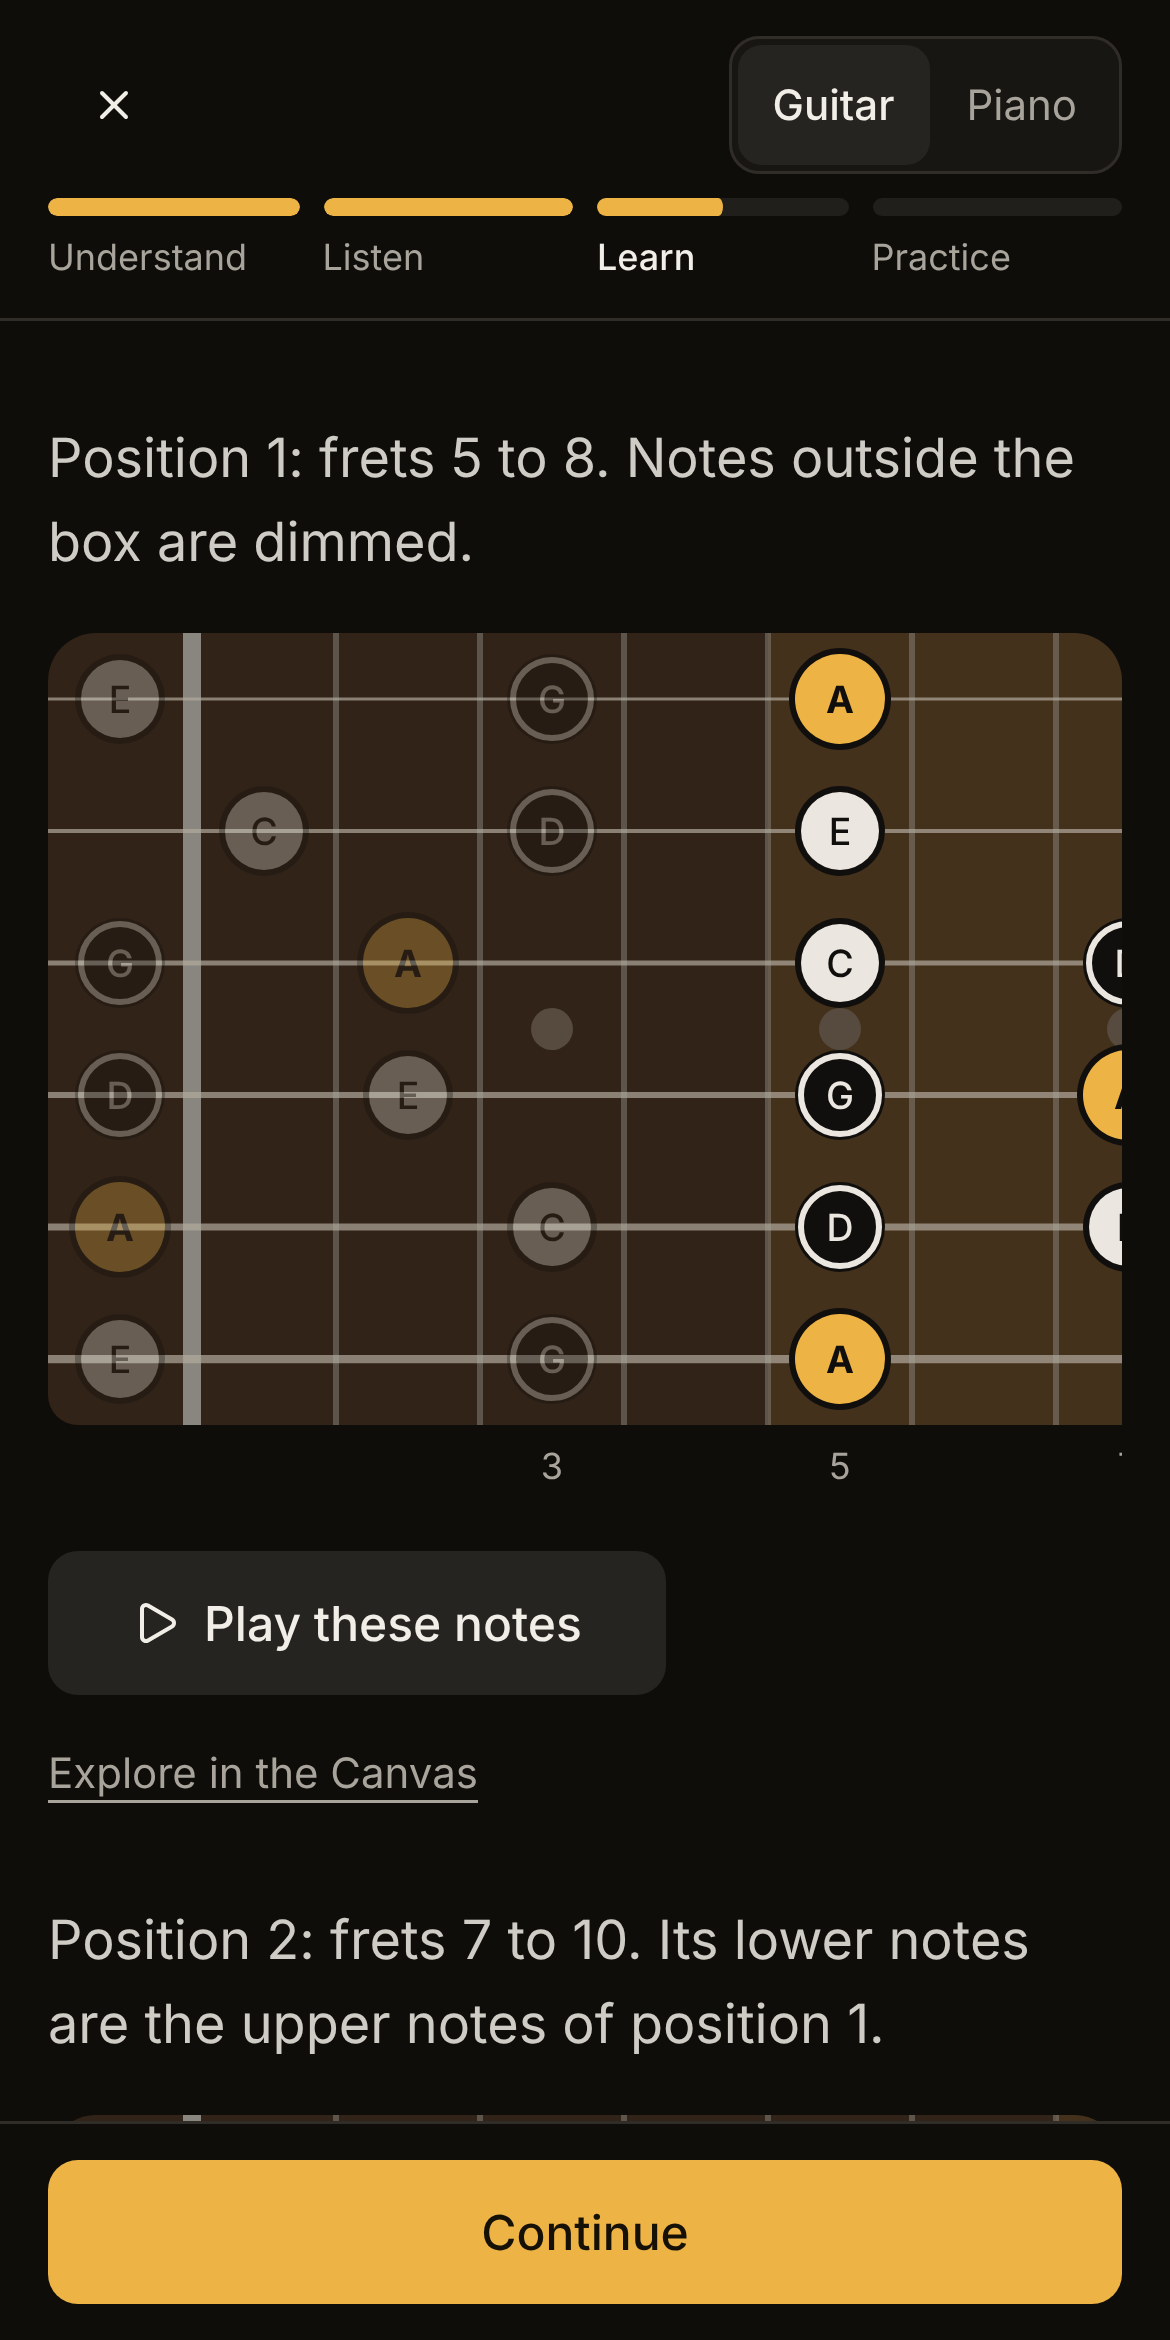 Guitar Piano
Understand Listen Learn Practice
Position 1: frets 5 to 8. Notes outside the
box are dimmed.
E G A
C D E
G A C
D E G
A C D
E G A
3 5
Play these notes
Explore in the Canvas
Position 2: frets 7 to 10. Its lower notes
are the upper notes of position 1.
Continue